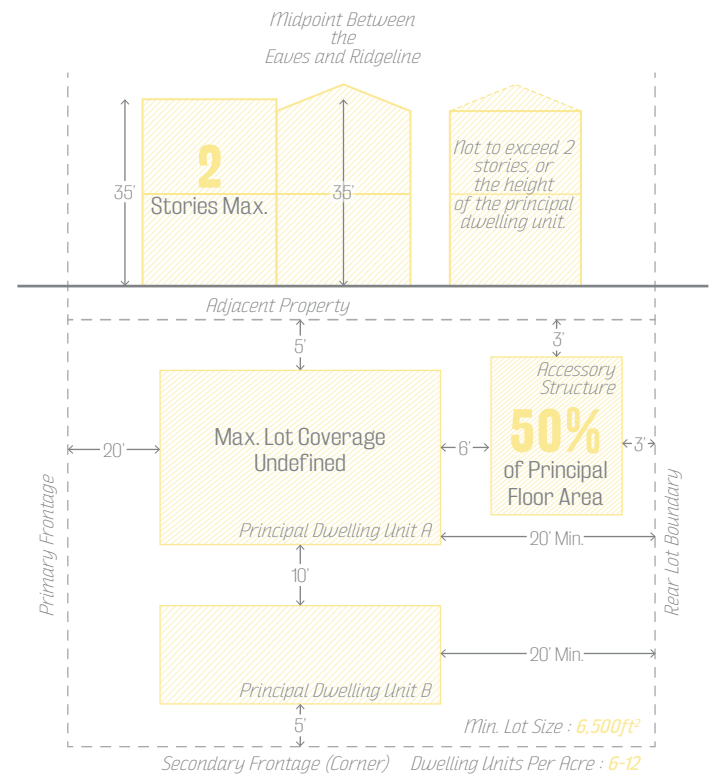 Midpoint Between
the
Eaves and Ridgeline
2
Stories Max.
35'
35'
Not to exceed 2
stories, or
the height
of the principal
dwelling unit.
Adjacent Property
5'
3'
Accessory
Structure
50%
of Principal
Floor Area
Max. Lot Coverage
Undefined
20'
6'
3'
Principal Dwelling Unit A
20' Min.
Primary Frontage
Rear Lot Boundary
10'
20' Min.
Principal Dwelling Unit B
5'
Min. Lot Size : 6,500ft²
Secondary Frontage (Corner)
Dwelling Units Per Acre : 6-12